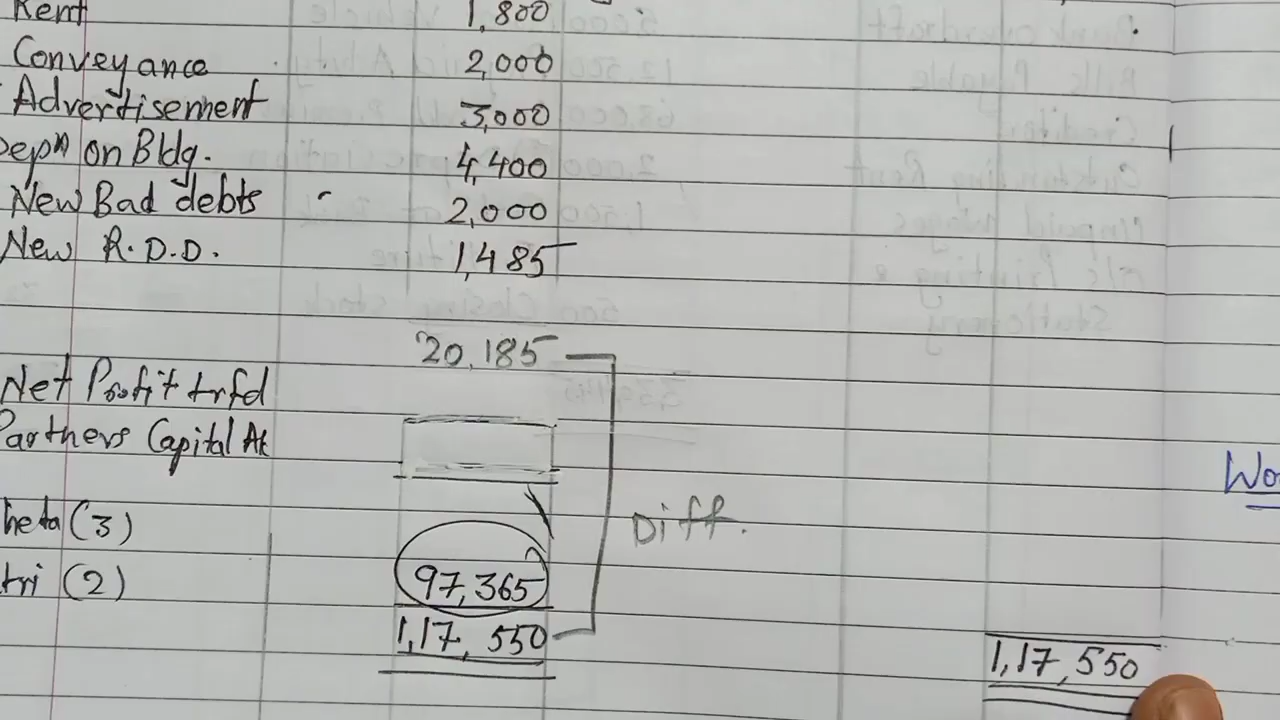 Rent 1,800
Conveyance 2,000
Advertisement 3,000
Depn on Bldg. 4,400
New Bad debts 2,000
New R.D.D. 1,485
20,185
Net Profit trfd
Partners Capital A/c
Diff.
heta (3)
97,365
tri (2)
1,17,550 1,17,550
Wo